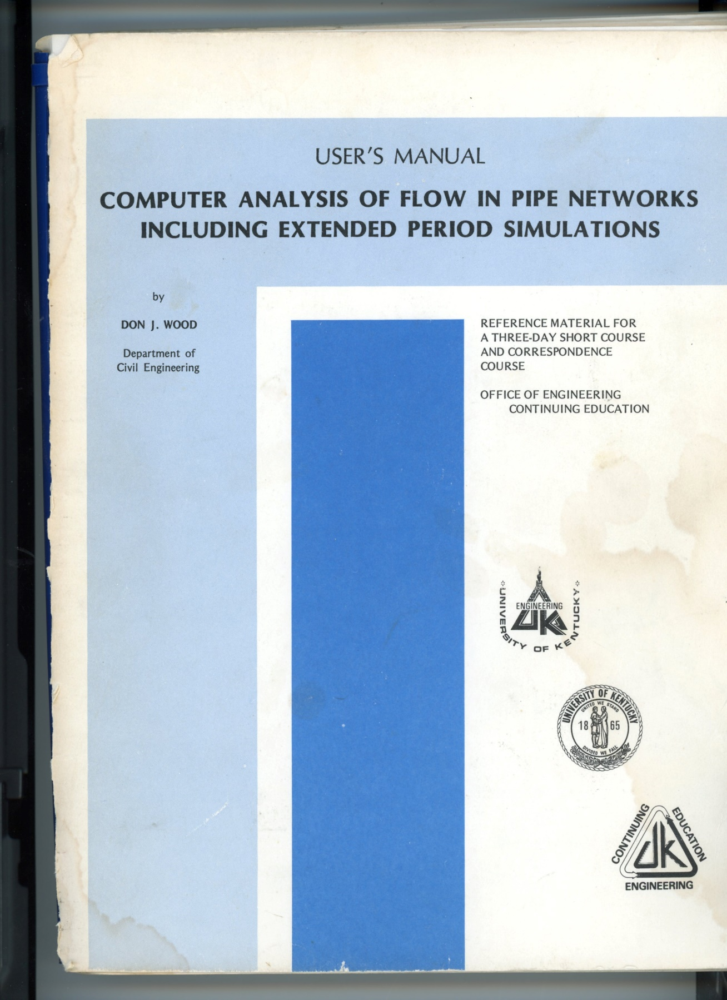 USER'S MANUAL
COMPUTER ANALYSIS OF FLOW IN PIPE NETWORKS
INCLUDING EXTENDED PERIOD SIMULATIONS
by
DON J. WOOD
Department of
Civil Engineering
REFERENCE MATERIAL FOR
A THREE-DAY SHORT COURSE
AND CORRESPONDENCE
COURSE
OFFICE OF ENGINEERING
CONTINUING EDUCATION
ENGINEERING
UK
UNIVERSITY OF KENTUCKY
UNIVERSITY OF KENTUCKY
UNITED WE STAND
18 65
DIVIDED WE FALL
CONTINUING
EDUCATION
UK
ENGINEERING